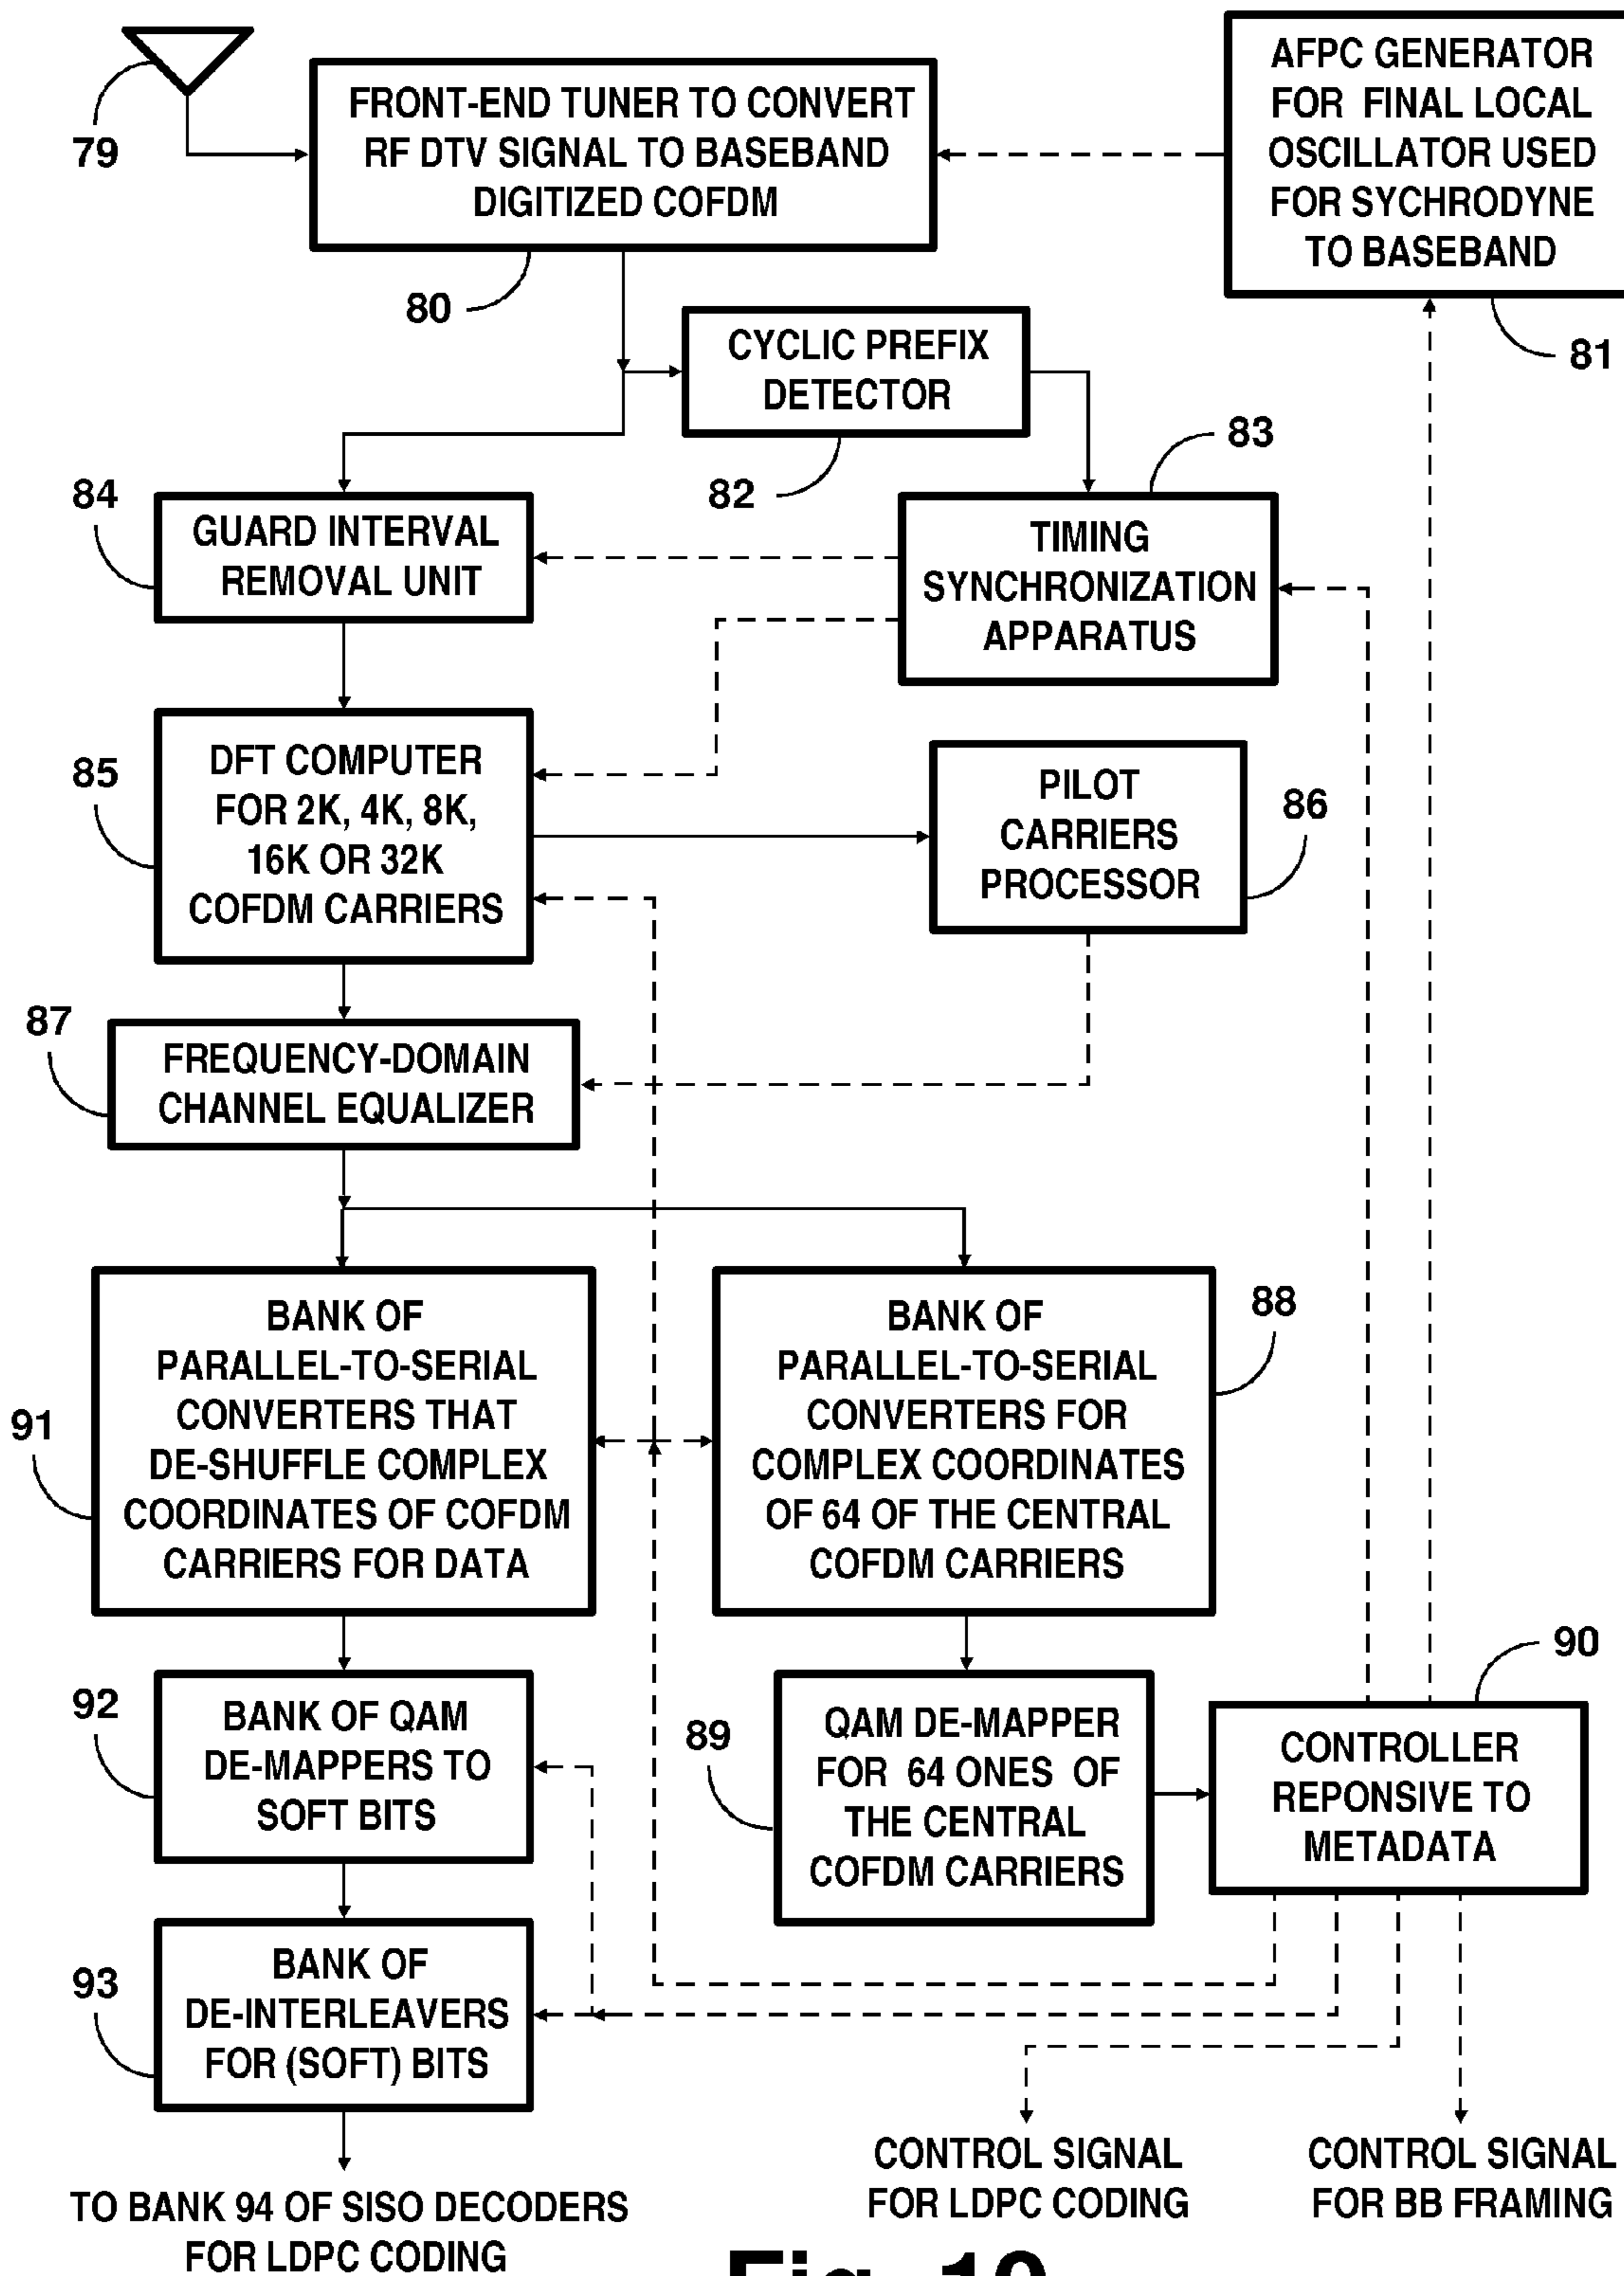 79
FRONT-END TUNER TO CONVERT
RF DTV SIGNAL TO BASEBAND
DIGITIZED COFDM
80
AFPC GENERATOR
FOR FINAL LOCAL
OSCILLATOR USED
FOR SYCHRODYNE
TO BASEBAND
81
CYCLIC PREFIX
DETECTOR
82
83
TIMING
SYNCHRONIZATION
APPARATUS
84
GUARD INTERVAL
REMOVAL UNIT
85
DFT COMPUTER
FOR 2K, 4K, 8K,
16K OR 32K
COFDM CARRIERS
PILOT
CARRIERS
PROCESSOR
86
87
FREQUENCY-DOMAIN
CHANNEL EQUALIZER
91
BANK OF
PARALLEL-TO-SERIAL
CONVERTERS THAT
DE-SHUFFLE COMPLEX
COORDINATES OF COFDM
CARRIERS FOR DATA
BANK OF
PARALLEL-TO-SERIAL
CONVERTERS FOR
COMPLEX COORDINATES
OF 64 OF THE CENTRAL
COFDM CARRIERS
88
92
BANK OF QAM
DE-MAPPERS TO
SOFT BITS
89
QAM DE-MAPPER
FOR 64 ONES OF
THE CENTRAL
COFDM CARRIERS
90
CONTROLLER
REPONSIVE TO
METADATA
93
BANK OF
DE-INTERLEAVERS
FOR (SOFT) BITS
TO BANK 94 OF SISO DECODERS
FOR LDPC CODING
CONTROL SIGNAL
FOR LDPC CODING
CONTROL SIGNAL
FOR BB FRAMING